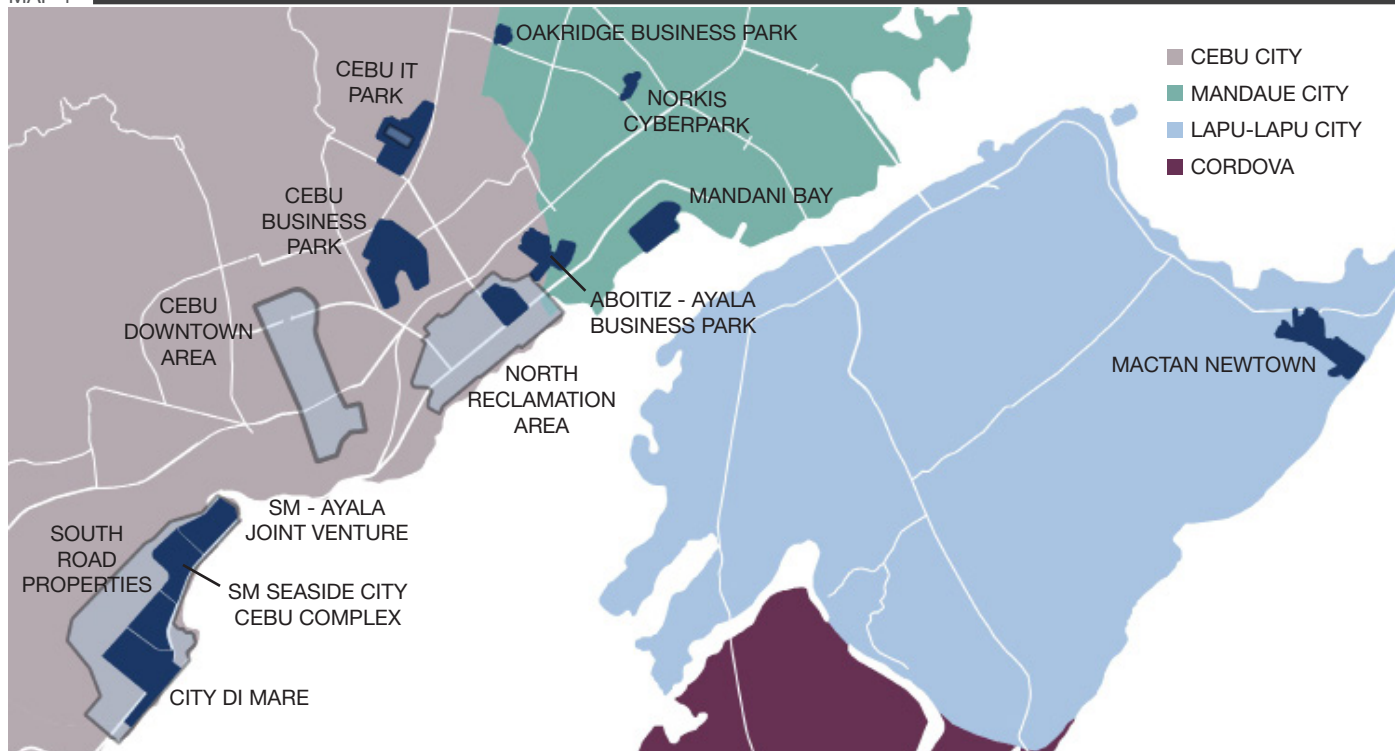 OAKRIDGE BUSINESS PARK
CEBU IT
PARK
NORKIS
CYBERPARK
CEBU CITY
MANDAUE CITY
LAPU-LAPU CITY
CORDOVA
CEBU
BUSINESS
PARK
MANDANI BAY
CEBU
DOWNTOWN
AREA
ABOITIZ - AYALA
BUSINESS PARK
MACTAN NEWTOWN
NORTH
RECLAMATION
AREA
SM - AYALA
JOINT VENTURE
SOUTH
ROAD
PROPERTIES
SM SEASIDE CITY
CEBU COMPLEX
CITY DI MARE